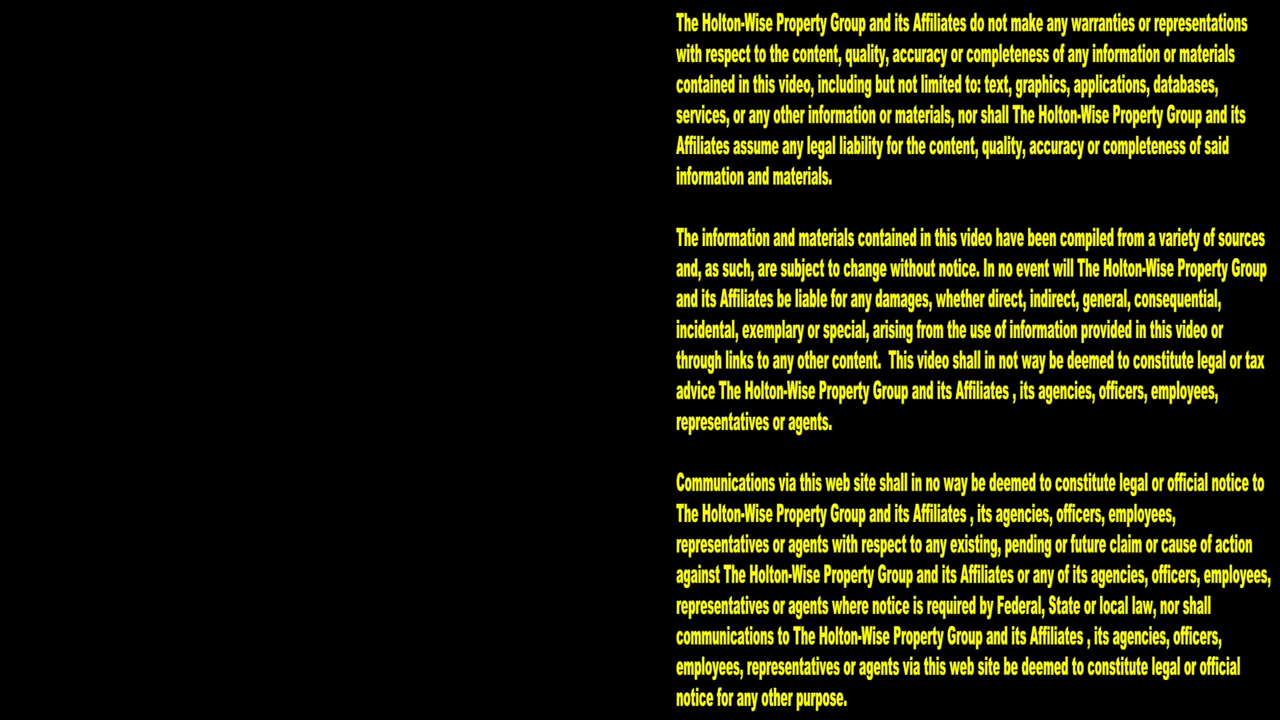 The Holton-Wise Property Group and its Affiliates do not make any warranties or representations
with respect to the content, quality, accuracy or completeness of any information or materials
contained in this video, including but not limited to: text, graphics, applications, databases,
services, or any other information or materials, nor shall The Holton-Wise Property Group and its
Affiliates assume any legal liability for the content, quality, accuracy or completeness of said
information and materials.
The information and materials contained in this video have been compiled from a variety of sources
and, as such, are subject to change without notice. In no event will The Holton-Wise Property Group
and its Affiliates be liable for any damages, whether direct, indirect, general, consequential,
incidental, exemplary or special, arising from the use of information provided in this video or
through links to any other content.  This video shall in not way be deemed to constitute legal or tax
advice The Holton-Wise Property Group and its Affiliates , its agencies, officers, employees,
representatives or agents.
Communications via this web site shall in no way be deemed to constitute legal or official notice to
The Holton-Wise Property Group and its Affiliates , its agencies, officers, employees,
representatives or agents with respect to any existing, pending or future claim or cause of action
against The Holton-Wise Property Group and its Affiliates or any of its agencies, officers, employees,
representatives or agents where notice is required by Federal, State or local law, nor shall
communications to The Holton-Wise Property Group and its Affiliates , its agencies, officers,
employees, representatives or agents via this web site be deemed to constitute legal or official
notice for any other purpose.